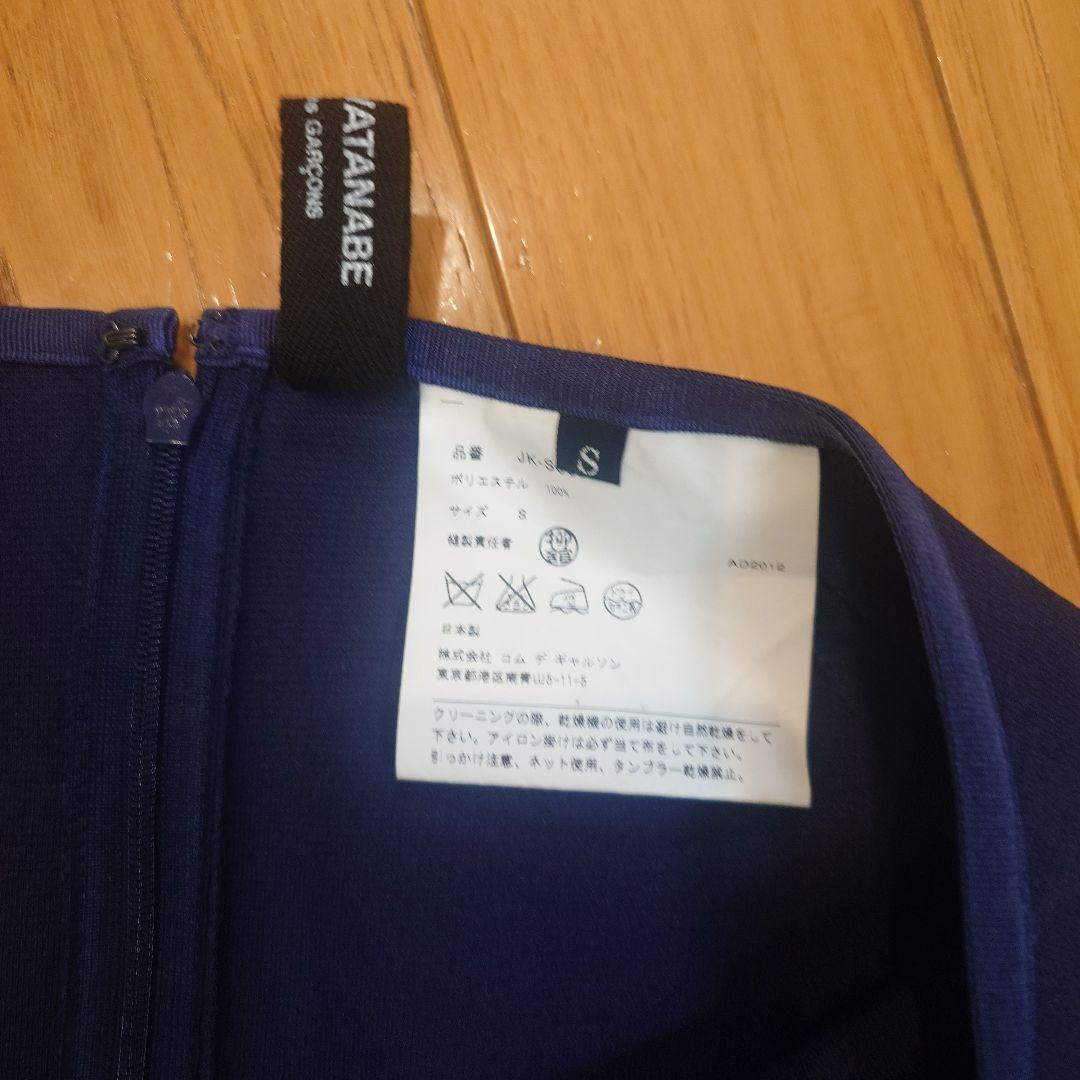 WATANABE
GARÇONS
S
品番 JK-S
ポリエステル 100%
サイズ S
縫製責任者
AD2012
日本製
株式会社 コム デ ギャルソン
東京都港区南青山5-11-5
クリーニングの際、乾燥機の使用は避け自然乾燥をして
下さい。アイロン掛けは必ず当て布をして下さい。
引っかけ注意、ネット使用、タンブラー乾燥禁止。